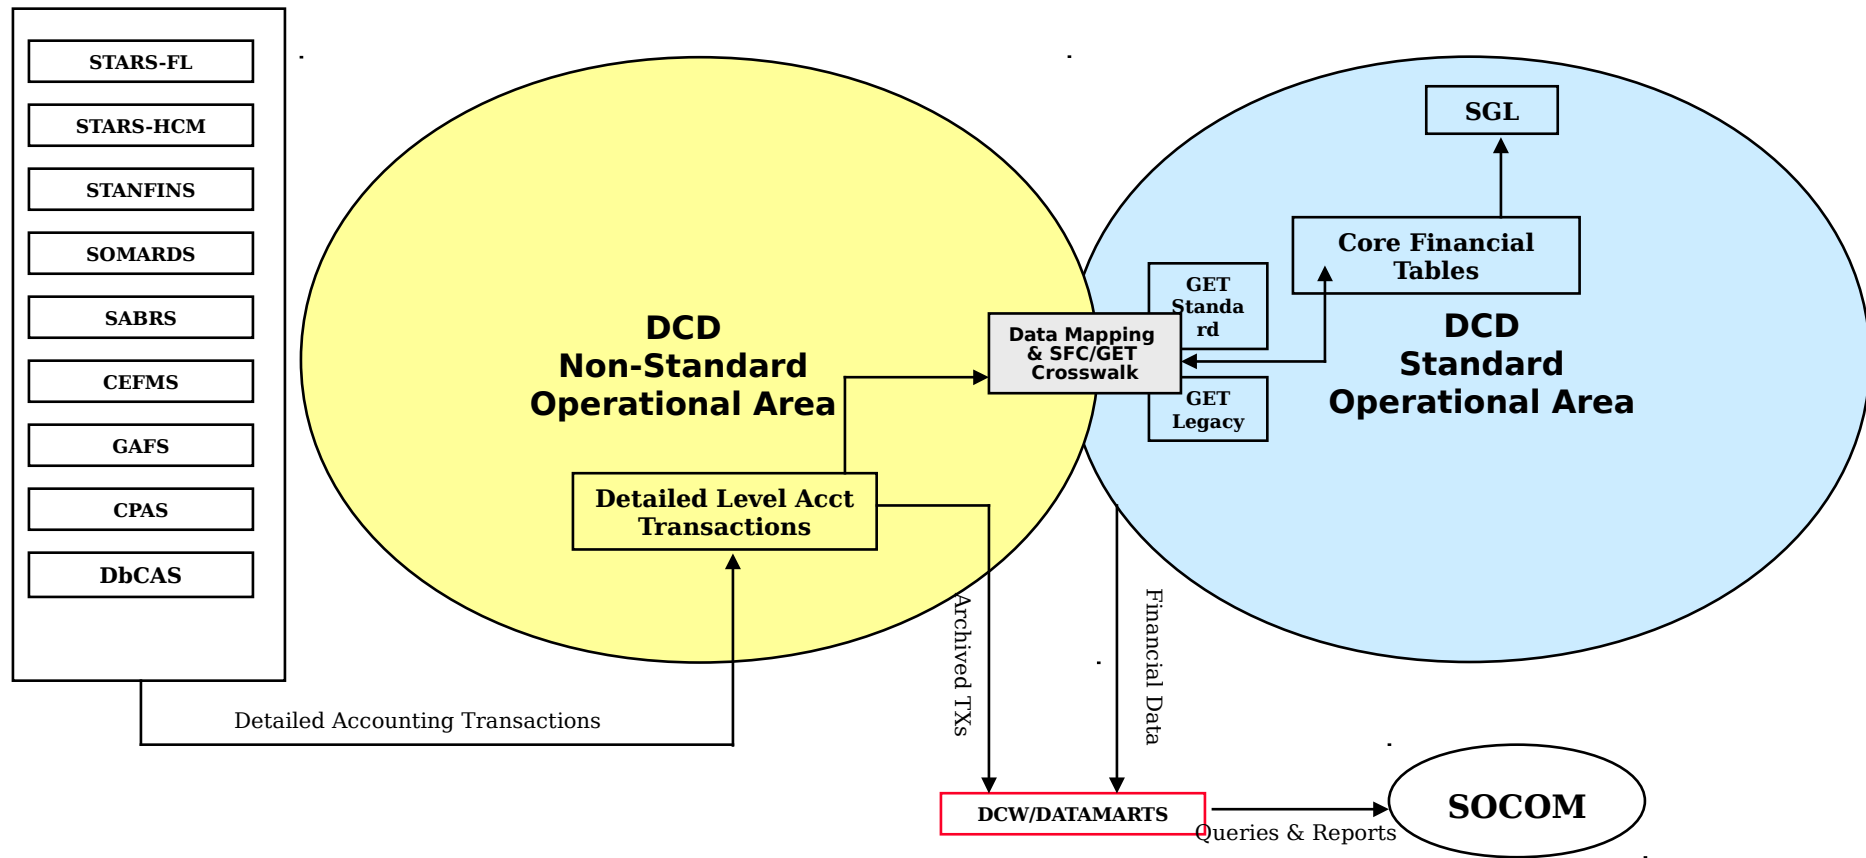 STARS-FL
STARS-HCM
STANFINS
SOMARDS
SABRS
CEFMS
GAFS
CPAS
DbCAS
Detailed Accounting Transactions
DCD
Non-Standard
Operational Area
Detailed Level Acct
Transactions
Data Mapping
& SFC/GET
Crosswalk
GET
Standa
rd
GET
Legacy
SGL
Core Financial
Tables
DCD
Standard
Operational Area
Archived TXs
Financial Data
DCW/DATAMARTS
Queries & Reports
SOCOM